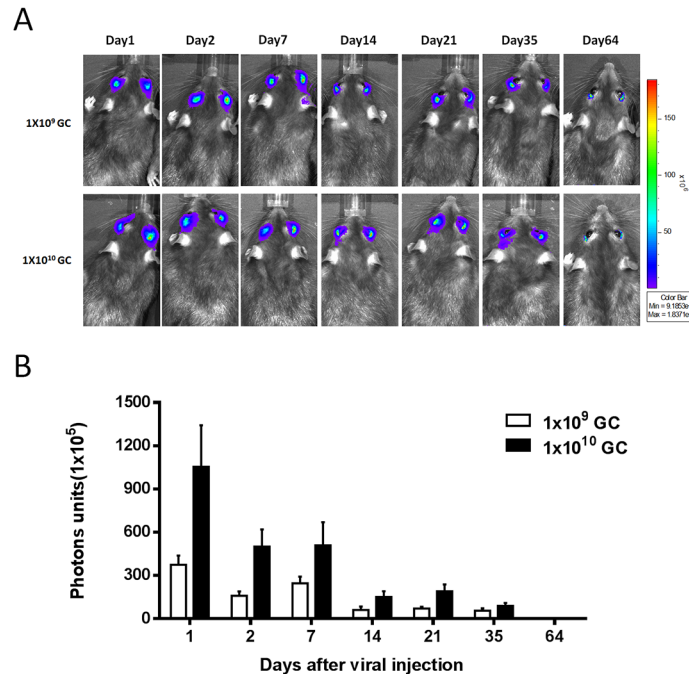 A
Day1 Day2 Day7 Day14 Day21 Day35 Day64
1X10⁹ GC
1X10¹⁰ GC
150
100
50
x10⁶
Color Bar
Min = 9.1853e
Max = 1.8371e
B
Photons units(1x10⁵)
1500
1200
900
600
300
0
1x10⁹ GC
1x10¹⁰ GC
1 2 7 14 21 35 64
Days after viral injection